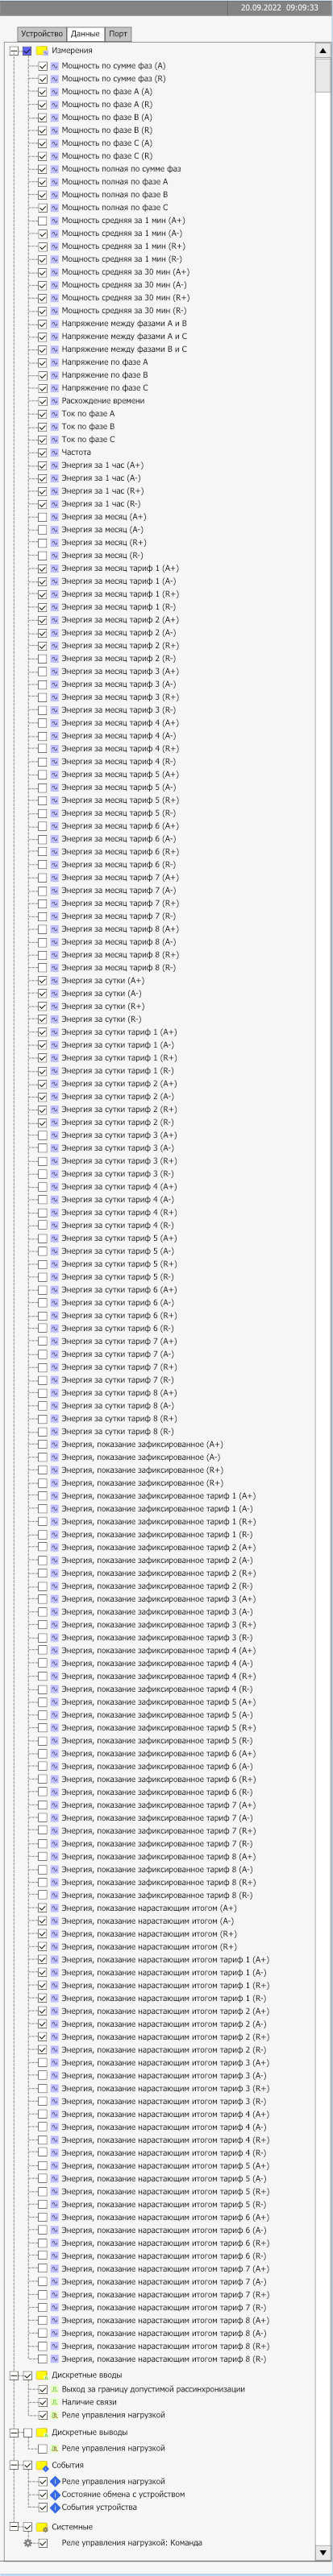 20.09.2022 09:09:33
Устройство Данные Порт
Измерения
Мощность по сумме фаз (A)
Мощность по сумме фаз (R)
Мощность по фазе A (A)
Мощность по фазе A (R)
Мощность по фазе B (A)
Мощность по фазе B (R)
Мощность по фазе C (A)
Мощность по фазе C (R)
Мощность полная по сумме фаз
Мощность полная по фазе A
Мощность полная по фазе B
Мощность полная по фазе C
Мощность средняя за 1 мин (A+)
Мощность средняя за 1 мин (A-)
Мощность средняя за 1 мин (R+)
Мощность средняя за 1 мин (R-)
Мощность средняя за 30 мин (A+)
Мощность средняя за 30 мин (A-)
Мощность средняя за 30 мин (R+)
Мощность средняя за 30 мин (R-)
Напряжение между фазами A и B
Напряжение между фазами A и C
Напряжение между фазами B и C
Напряжение по фазе A
Напряжение по фазе B
Напряжение по фазе C
Расхождение времени
Ток по фазе A
Ток по фазе B
Ток по фазе C
Частота
Энергия за 1 час (A+)
Энергия за 1 час (A-)
Энергия за 1 час (R+)
Энергия за 1 час (R-)
Энергия за месяц (A+)
Энергия за месяц (A-)
Энергия за месяц (R+)
Энергия за месяц (R-)
Энергия за месяц тариф 1 (A+)
Энергия за месяц тариф 1 (A-)
Энергия за месяц тариф 1 (R+)
Энергия за месяц тариф 1 (R-)
Энергия за месяц тариф 2 (A+)
Энергия за месяц тариф 2 (A-)
Энергия за месяц тариф 2 (R+)
Энергия за месяц тариф 2 (R-)
Энергия за месяц тариф 3 (A+)
Энергия за месяц тариф 3 (A-)
Энергия за месяц тариф 3 (R+)
Энергия за месяц тариф 3 (R-)
Энергия за месяц тариф 4 (A+)
Энергия за месяц тариф 4 (A-)
Энергия за месяц тариф 4 (R+)
Энергия за месяц тариф 4 (R-)
Энергия за месяц тариф 5 (A+)
Энергия за месяц тариф 5 (A-)
Энергия за месяц тариф 5 (R+)
Энергия за месяц тариф 5 (R-)
Энергия за месяц тариф 6 (A+)
Энергия за месяц тариф 6 (A-)
Энергия за месяц тариф 6 (R+)
Энергия за месяц тариф 6 (R-)
Энергия за месяц тариф 7 (A+)
Энергия за месяц тариф 7 (A-)
Энергия за месяц тариф 7 (R+)
Энергия за месяц тариф 7 (R-)
Энергия за месяц тариф 8 (A+)
Энергия за месяц тариф 8 (A-)
Энергия за месяц тариф 8 (R+)
Энергия за месяц тариф 8 (R-)
Энергия за сутки (A+)
Энергия за сутки (A-)
Энергия за сутки (R+)
Энергия за сутки (R-)
Энергия за сутки тариф 1 (A+)
Энергия за сутки тариф 1 (A-)
Энергия за сутки тариф 1 (R+)
Энергия за сутки тариф 1 (R-)
Энергия за сутки тариф 2 (A+)
Энергия за сутки тариф 2 (A-)
Энергия за сутки тариф 2 (R+)
Энергия за сутки тариф 2 (R-)
Энергия за сутки тариф 3 (A+)
Энергия за сутки тариф 3 (A-)
Энергия за сутки тариф 3 (R+)
Энергия за сутки тариф 3 (R-)
Энергия за сутки тариф 4 (A+)
Энергия за сутки тариф 4 (A-)
Энергия за сутки тариф 4 (R+)
Энергия за сутки тариф 4 (R-)
Энергия за сутки тариф 5 (A+)
Энергия за сутки тариф 5 (A-)
Энергия за сутки тариф 5 (R+)
Энергия за сутки тариф 5 (R-)
Энергия за сутки тариф 6 (A+)
Энергия за сутки тариф 6 (A-)
Энергия за сутки тариф 6 (R+)
Энергия за сутки тариф 6 (R-)
Энергия за сутки тариф 7 (A+)
Энергия за сутки тариф 7 (A-)
Энергия за сутки тариф 7 (R+)
Энергия за сутки тариф 7 (R-)
Энергия за сутки тариф 8 (A+)
Энергия за сутки тариф 8 (A-)
Энергия за сутки тариф 8 (R+)
Энергия за сутки тариф 8 (R-)
Энергия, показание зафиксированное (A+)
Энергия, показание зафиксированное (A-)
Энергия, показание зафиксированное (R+)
Энергия, показание зафиксированное (R+)
Энергия, показание зафиксированное тариф 1 (A+)
Энергия, показание зафиксированное тариф 1 (A-)
Энергия, показание зафиксированное тариф 1 (R+)
Энергия, показание зафиксированное тариф 1 (R-)
Энергия, показание зафиксированное тариф 2 (A+)
Энергия, показание зафиксированное тариф 2 (A-)
Энергия, показание зафиксированное тариф 2 (R+)
Энергия, показание зафиксированное тариф 2 (R-)
Энергия, показание зафиксированное тариф 3 (A+)
Энергия, показание зафиксированное тариф 3 (A-)
Энергия, показание зафиксированное тариф 3 (R+)
Энергия, показание зафиксированное тариф 3 (R-)
Энергия, показание зафиксированное тариф 4 (A+)
Энергия, показание зафиксированное тариф 4 (A-)
Энергия, показание зафиксированное тариф 4 (R+)
Энергия, показание зафиксированное тариф 4 (R-)
Энергия, показание зафиксированное тариф 5 (A+)
Энергия, показание зафиксированное тариф 5 (A-)
Энергия, показание зафиксированное тариф 5 (R+)
Энергия, показание зафиксированное тариф 5 (R-)
Энергия, показание зафиксированное тариф 6 (A+)
Энергия, показание зафиксированное тариф 6 (A-)
Энергия, показание зафиксированное тариф 6 (R+)
Энергия, показание зафиксированное тариф 6 (R-)
Энергия, показание зафиксированное тариф 7 (A+)
Энергия, показание зафиксированное тариф 7 (A-)
Энергия, показание зафиксированное тариф 7 (R+)
Энергия, показание зафиксированное тариф 7 (R-)
Энергия, показание зафиксированное тариф 8 (A+)
Энергия, показание зафиксированное тариф 8 (A-)
Энергия, показание зафиксированное тариф 8 (R+)
Энергия, показание зафиксированное тариф 8 (R-)
Энергия, показание нарастающим итогом (A+)
Энергия, показание нарастающим итогом (A-)
Энергия, показание нарастающим итогом (R+)
Энергия, показание нарастающим итогом (R+)
Энергия, показание нарастающим итогом тариф 1 (A+)
Энергия, показание нарастающим итогом тариф 1 (A-)
Энергия, показание нарастающим итогом тариф 1 (R+)
Энергия, показание нарастающим итогом тариф 1 (R-)
Энергия, показание нарастающим итогом тариф 2 (A+)
Энергия, показание нарастающим итогом тариф 2 (A-)
Энергия, показание нарастающим итогом тариф 2 (R+)
Энергия, показание нарастающим итогом тариф 2 (R-)
Энергия, показание нарастающим итогом тариф 3 (A+)
Энергия, показание нарастающим итогом тариф 3 (A-)
Энергия, показание нарастающим итогом тариф 3 (R+)
Энергия, показание нарастающим итогом тариф 3 (R-)
Энергия, показание нарастающим итогом тариф 4 (A+)
Энергия, показание нарастающим итогом тариф 4 (A-)
Энергия, показание нарастающим итогом тариф 4 (R+)
Энергия, показание нарастающим итогом тариф 4 (R-)
Энергия, показание нарастающим итогом тариф 5 (A+)
Энергия, показание нарастающим итогом тариф 5 (A-)
Энергия, показание нарастающим итогом тариф 5 (R+)
Энергия, показание нарастающим итогом тариф 5 (R-)
Энергия, показание нарастающим итогом тариф 6 (A+)
Энергия, показание нарастающим итогом тариф 6 (A-)
Энергия, показание нарастающим итогом тариф 6 (R+)
Энергия, показание нарастающим итогом тариф 6 (R-)
Энергия, показание нарастающим итогом тариф 7 (A+)
Энергия, показание нарастающим итогом тариф 7 (A-)
Энергия, показание нарастающим итогом тариф 7 (R+)
Энергия, показание нарастающим итогом тариф 7 (R-)
Энергия, показание нарастающим итогом тариф 8 (A+)
Энергия, показание нарастающим итогом тариф 8 (A-)
Энергия, показание нарастающим итогом тариф 8 (R+)
Энергия, показание нарастающим итогом тариф 8 (R-)
Дискретные вводы
Выход за границу допустимой рассинхронизации
Наличие связи
Реле управления нагрузкой
Дискретные выводы
Реле управления нагрузкой
События
Реле управления нагрузкой
Состояние обмена с устройством
События устройства
Системные
Реле управления нагрузкой: Команда